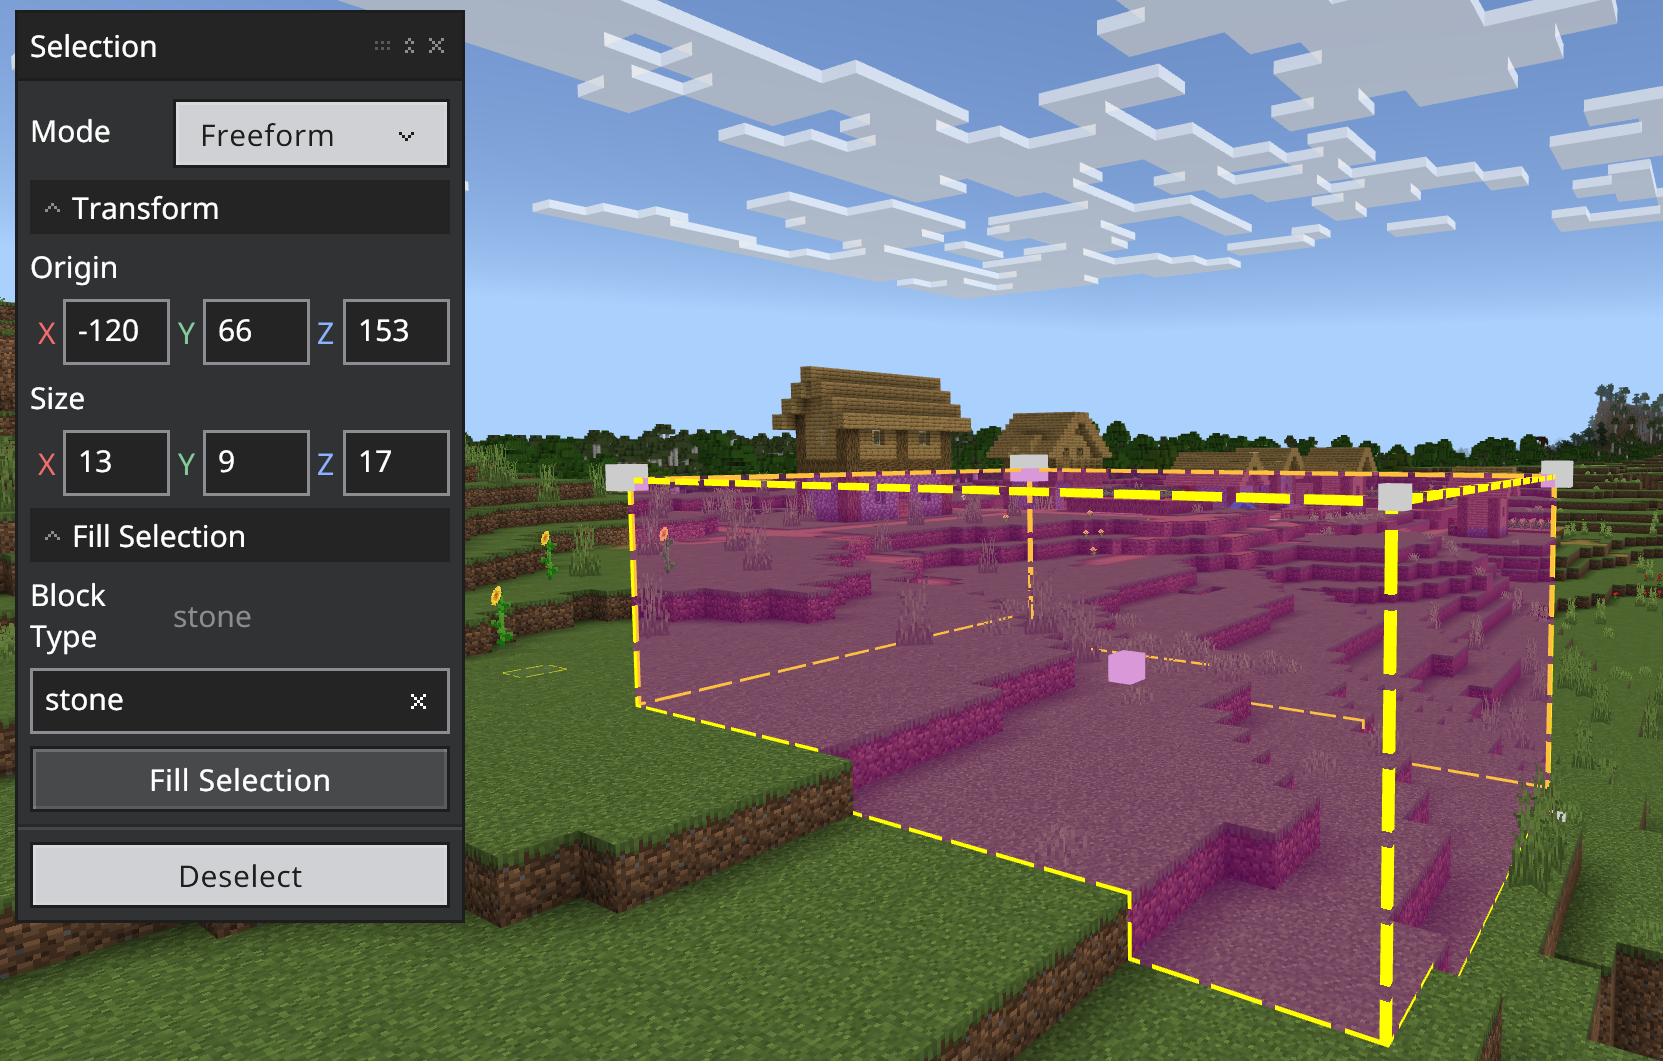 Selection
Mode
Freeform
Transform
Origin
X -120 Y 66 Z 153
Size
X 13 Y 9 Z 17
Fill Selection
Block
Type
stone
stone
Fill Selection
Deselect